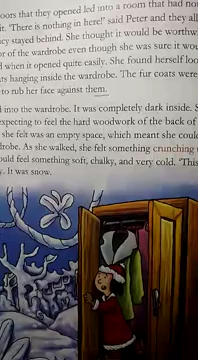 oors that they opened led into a room that had no
it. 'There is nothing in here!' said Peter and they all
cy stayed behind. She thought it would be worthw
or of the wardrobe even though she was sure it wou
d when it opened quite easily. She found herself loo
ts hanging inside the wardrobe. The fur coats were
to rub her face against them
d into the wardrobe. It was completely dark inside. S
expecting to feel the hard woodwork of the back of
she felt was an empty space, which meant she could
drobe. As she walked, she felt something crunching
uld feel something soft, chalky, and very cold. 'This
y. It was snow.